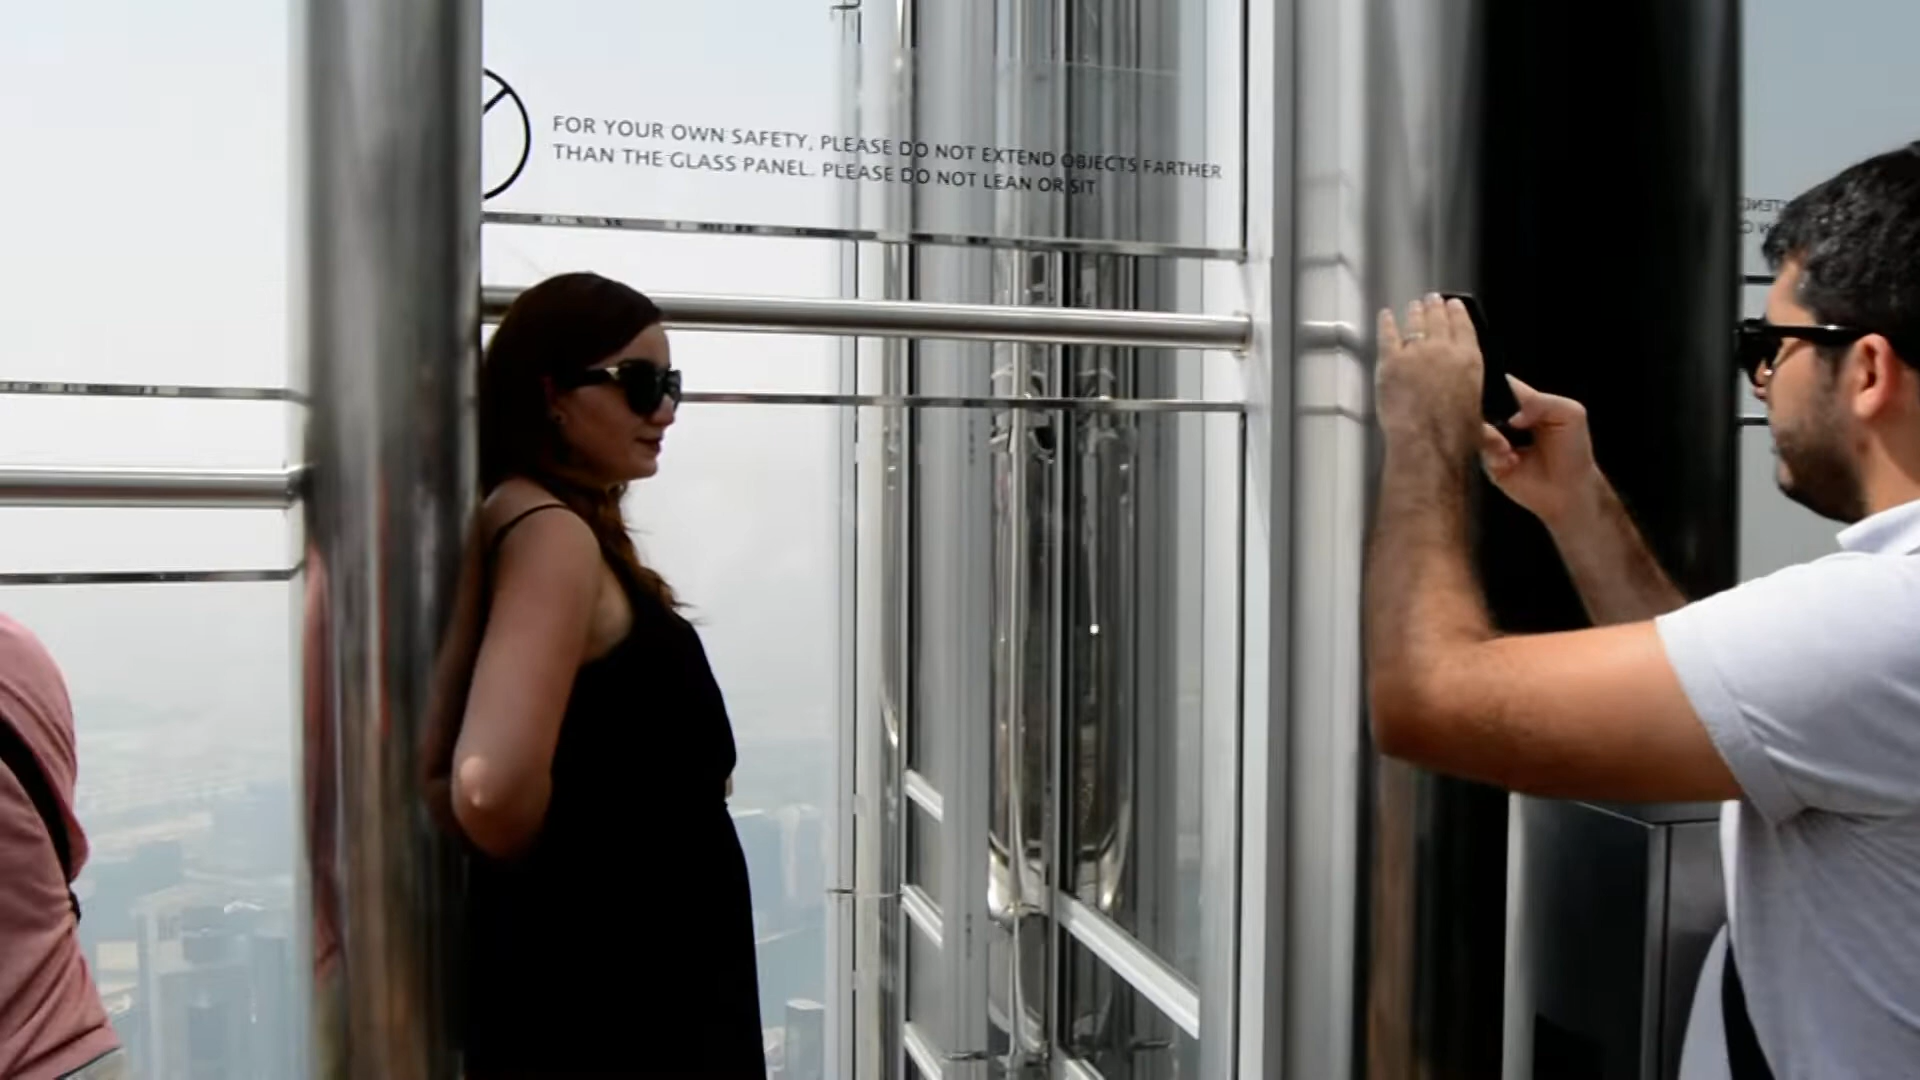 FOR YOUR OWN SAFETY, PLEASE DO NOT EXTEND OBJECTS FARTHER
THAN THE GLASS PANEL. PLEASE DO NOT LEAN OR SIT